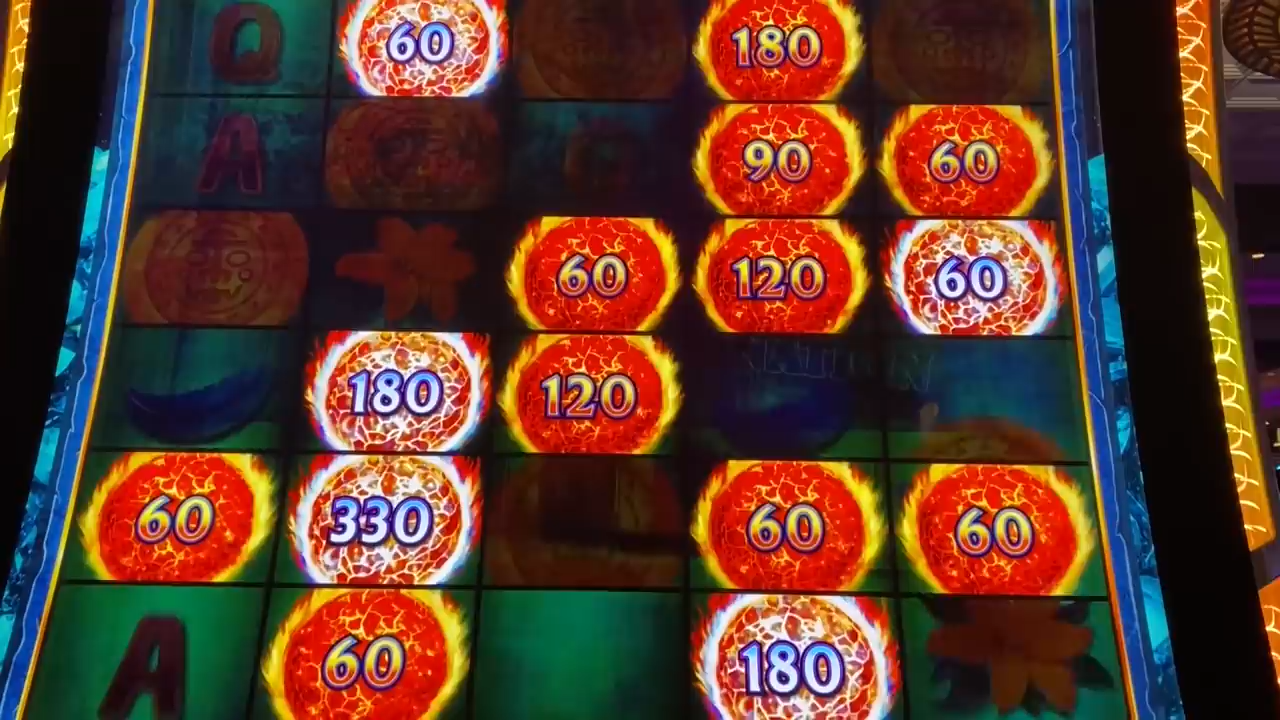 Q 60 180
A 90 60
60 120 60
180 120
60 330 60 60
A 60 180